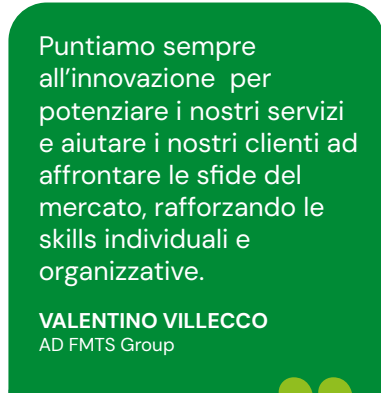 Puntiamo sempre
all’innovazione  per
potenziare i nostri servizi
e aiutare i nostri clienti ad
affrontare le sfide del
mercato, rafforzando le
skills individuali e
organizzative.
VALENTINO VILLECCO
AD FMTS Group